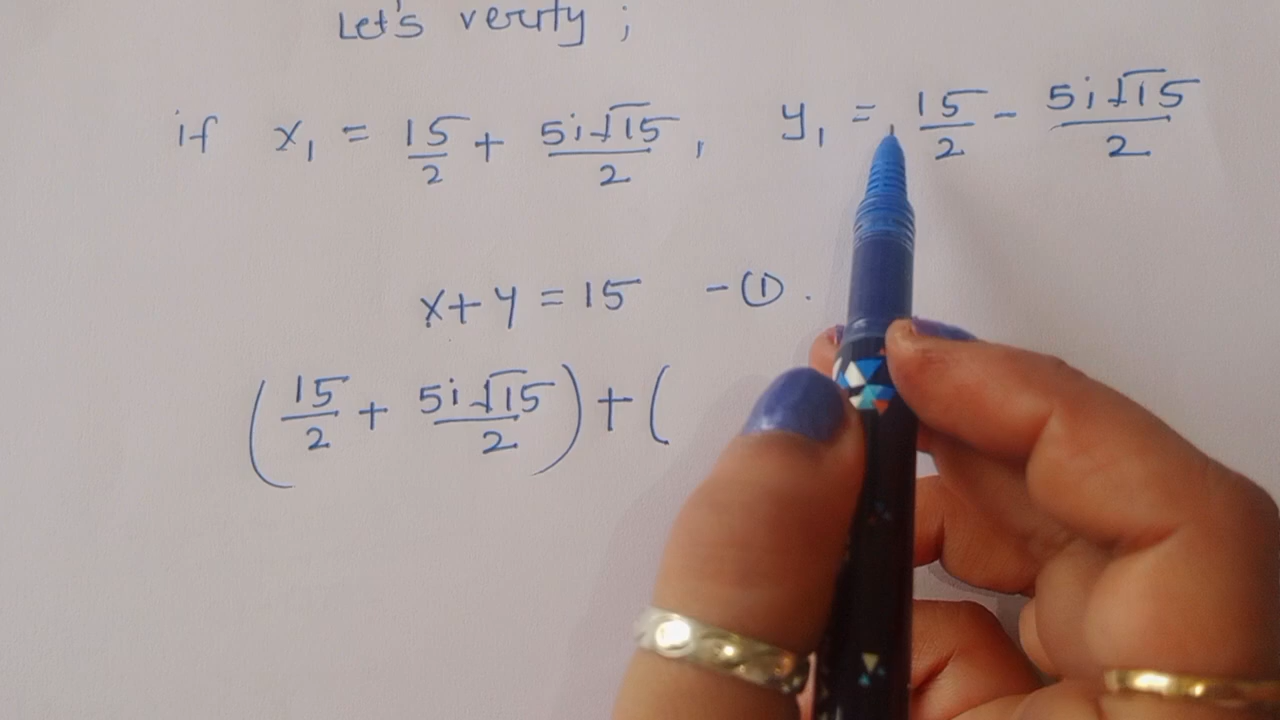 Let's verify ;
if x₁ = 15/2 + 5i√15/2 , y₁ = 15/2 - 5i√15/2
x + y = 15 - ① .
(15/2 + 5i√15/2) + (